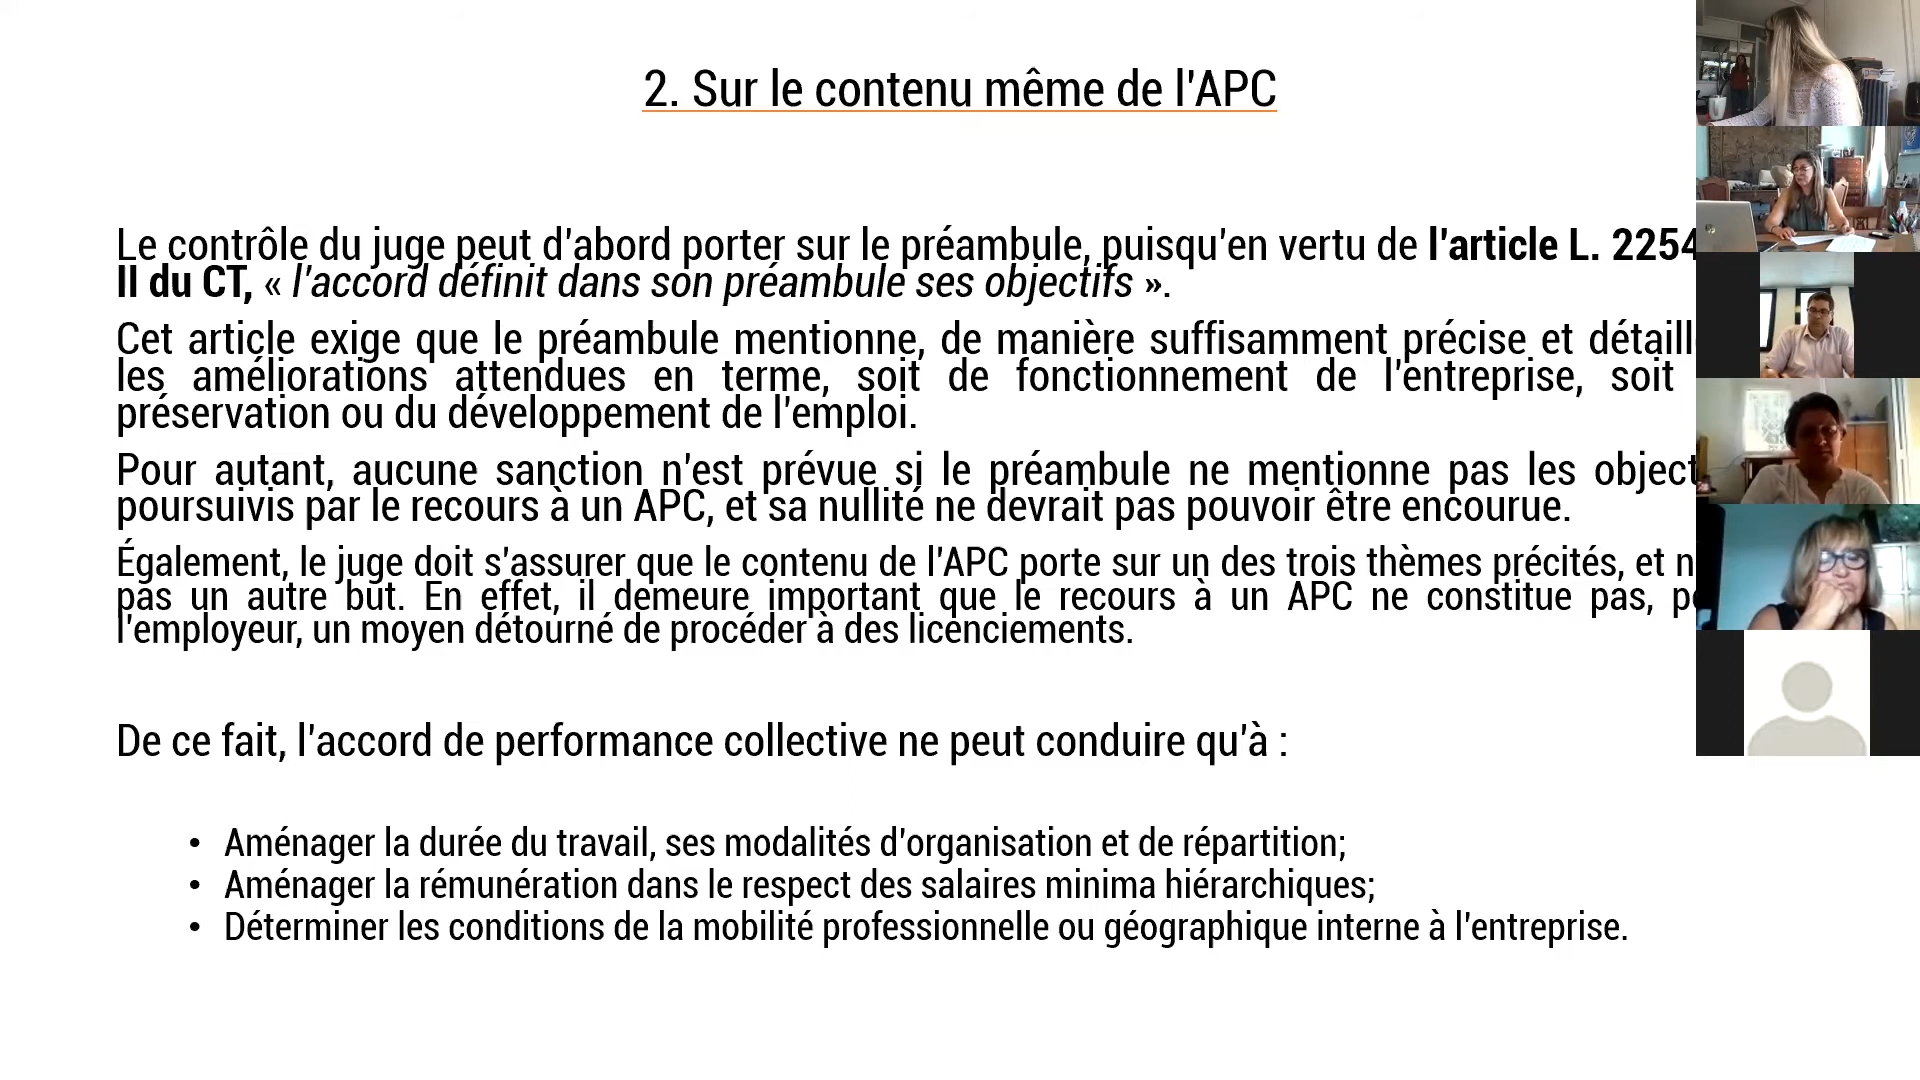 2. Sur le contenu même de l'APC
Le contrôle du juge peut d'abord porter sur le préambule, puisqu'en vertu de l'article L. 2254
II du CT, « l'accord définit dans son préambule ses objectifs ».
Cet article exige que le préambule mentionne, de manière suffisamment précise et détaill
les améliorations attendues en terme, soit de fonctionnement de l'entreprise, soit
préservation ou du développement de l'emploi.
Pour autant, aucune sanction n'est prévue si le préambule ne mentionne pas les object
poursuivis par le recours à un APC, et sa nullité ne devrait pas pouvoir être encourue.
Également, le juge doit s'assurer que le contenu de l'APC porte sur un des trois thèmes précités, et n
pas un autre but. En effet, il demeure important que le recours à un APC ne constitue pas, p
l'employeur, un moyen détourné de procéder à des licenciements.
De ce fait, l'accord de performance collective ne peut conduire qu'à :
• Aménager la durée du travail, ses modalités d'organisation et de répartition;
• Aménager la rémunération dans le respect des salaires minima hiérarchiques;
• Déterminer les conditions de la mobilité professionnelle ou géographique interne à l'entreprise.